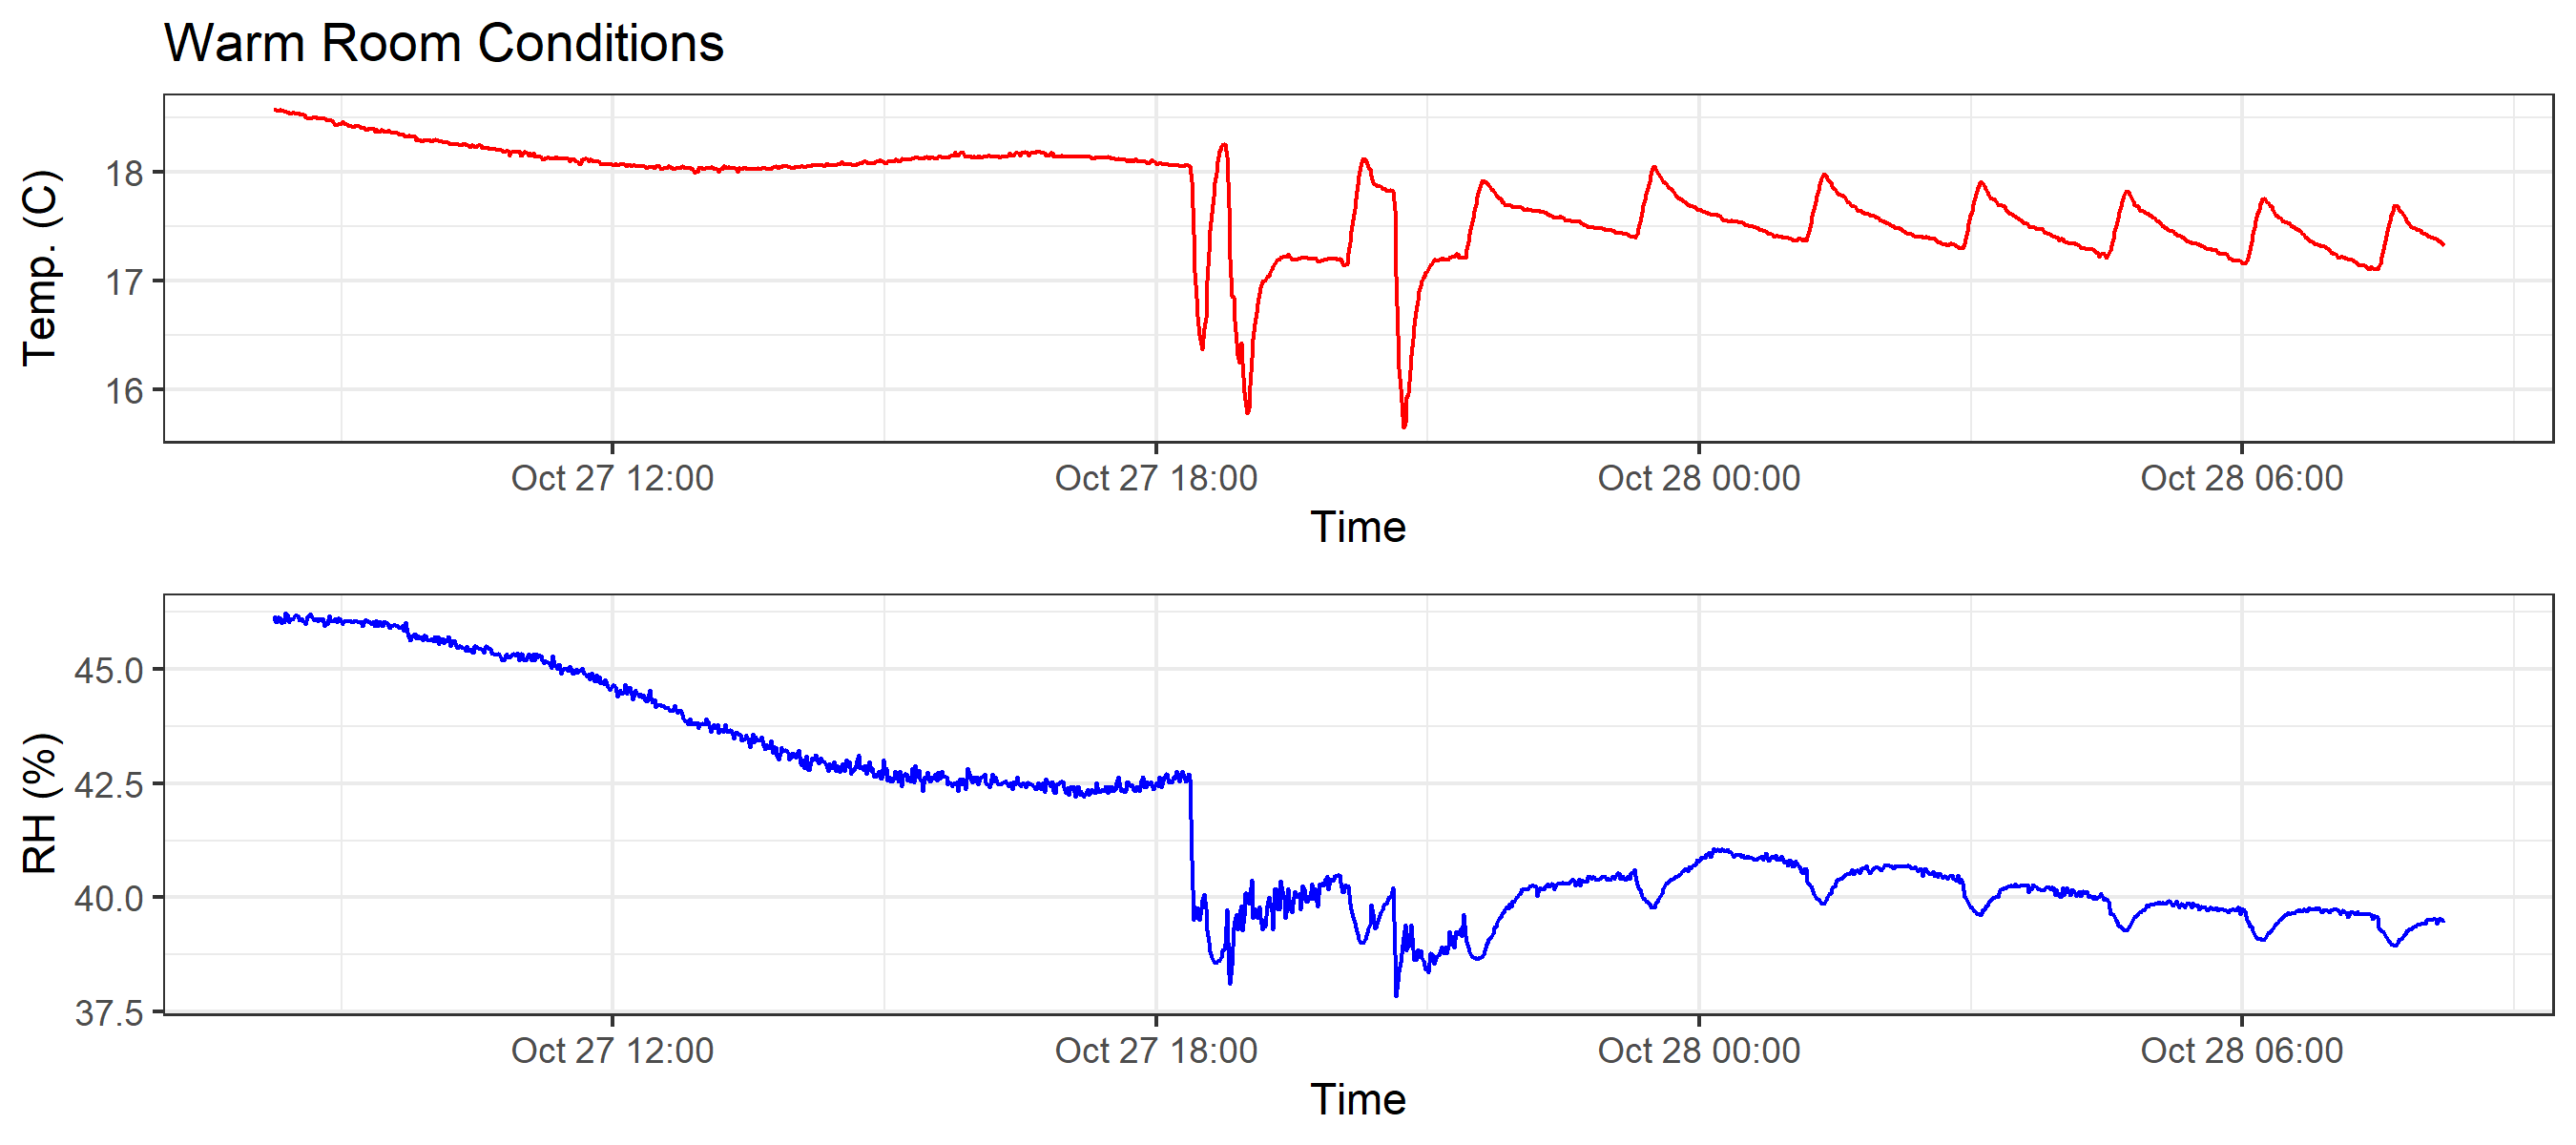 Warm Room Conditions
Temp. (C)
18
17
16
Oct 27 12:00 Oct 27 18:00 Oct 28 00:00 Oct 28 06:00
Time
RH (%)
45.0
42.5
40.0
37.5
Oct 27 12:00 Oct 27 18:00 Oct 28 00:00 Oct 28 06:00
Time